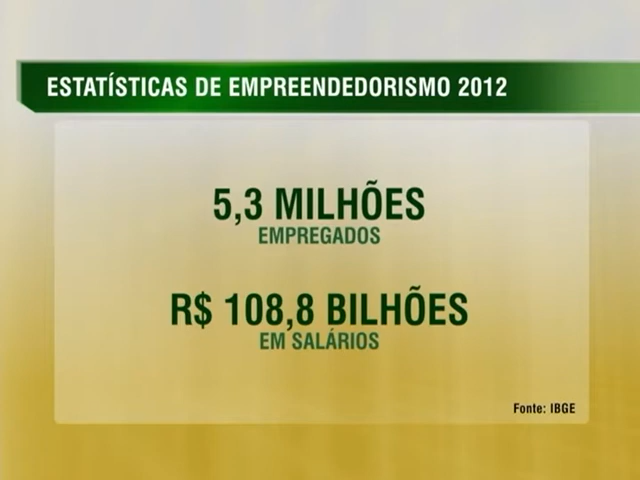 ESTATÍSTICAS DE EMPREENDEDORISMO 2012
5,3 MILHÕES
EMPREGADOS
R$ 108,8 BILHÕES
EM SALÁRIOS
Fonte: IBGE